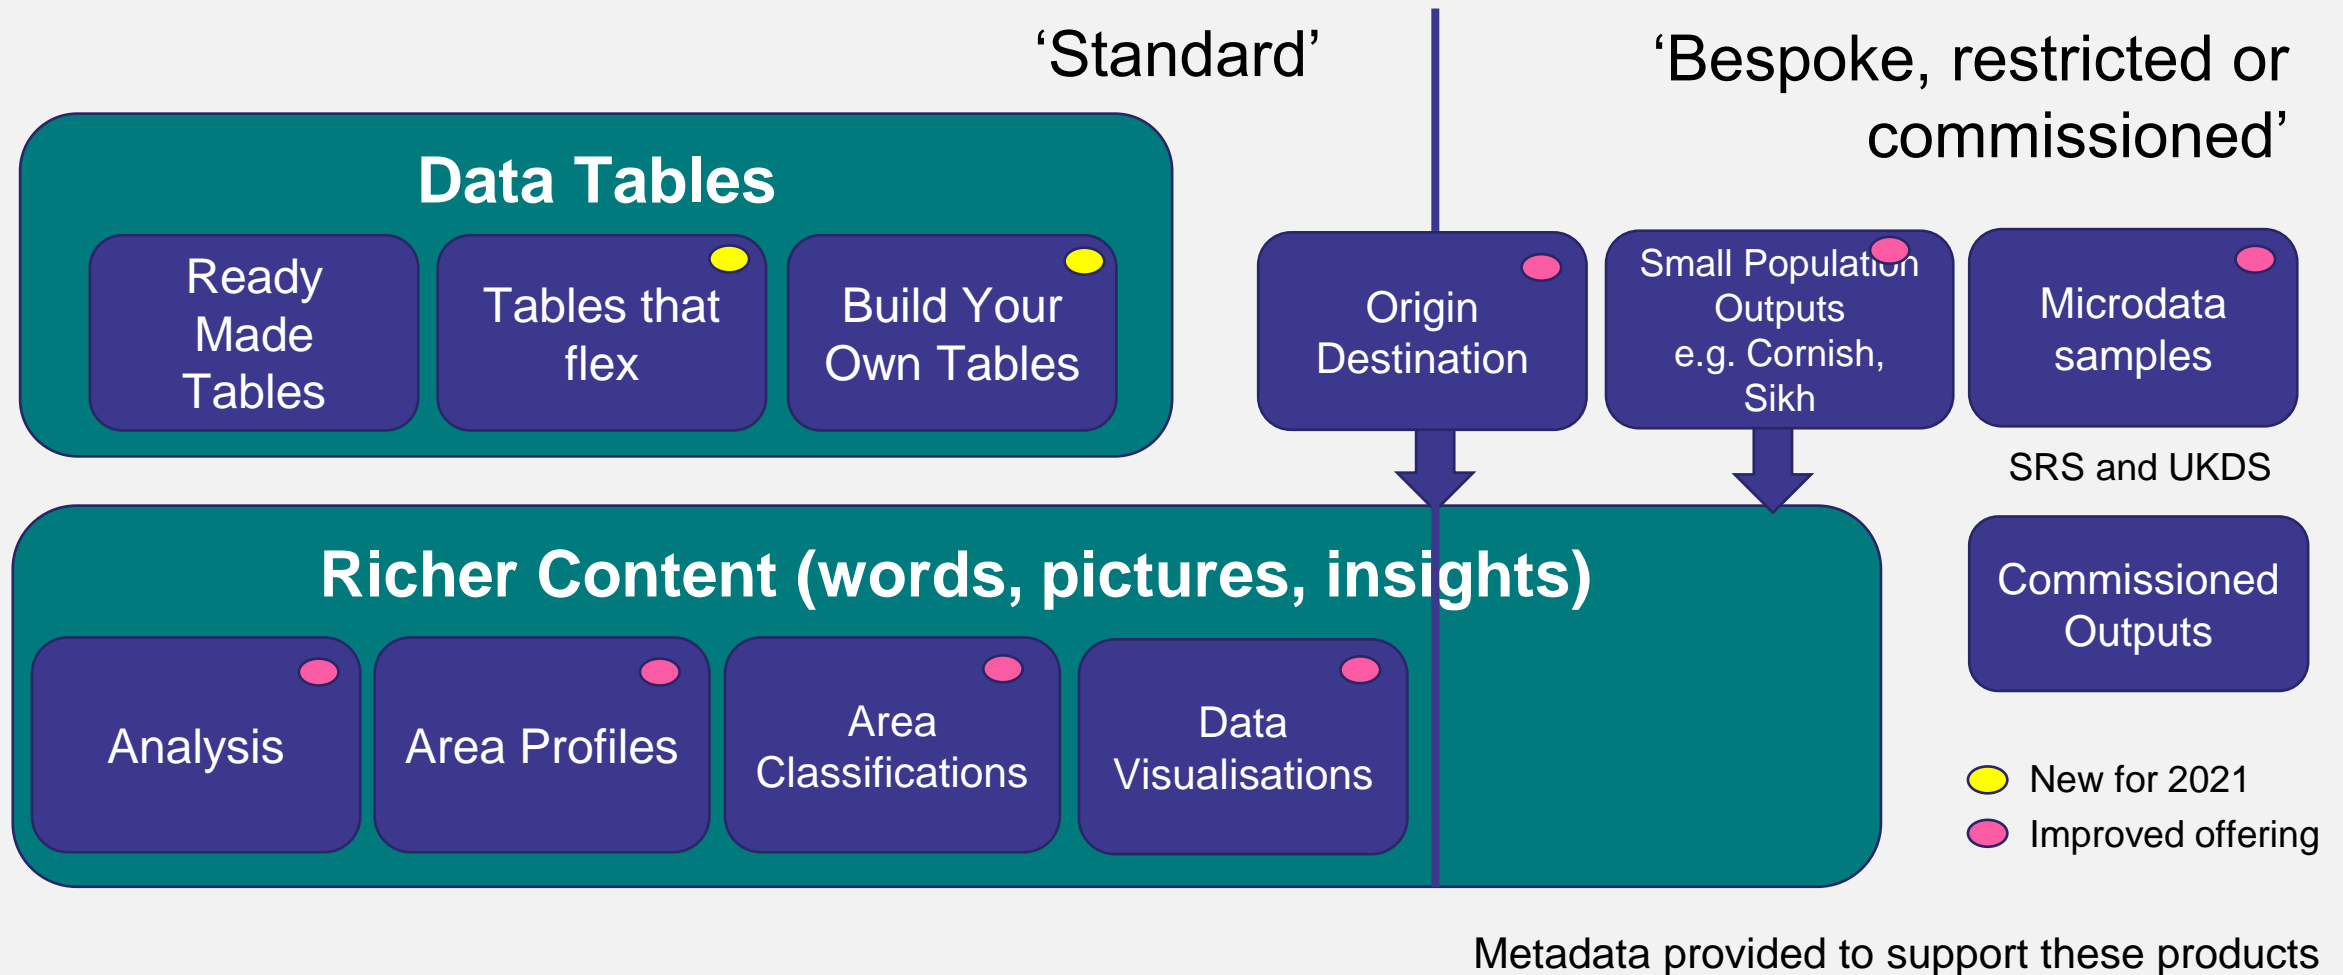 ‘Standard’
‘Bespoke, restricted or
commissioned’
Data Tables
Ready
Made
Tables
Tables that
flex
Build Your
Own Tables
Origin
Destination
Small Population
Outputs
e.g. Cornish,
Sikh
Microdata
samples
SRS and UKDS
Richer Content (words, pictures, insights)
Commissioned
Outputs
Analysis
Area Profiles
Area
Classifications
Data
Visualisations
New for 2021
Improved offering
Metadata provided to support these products